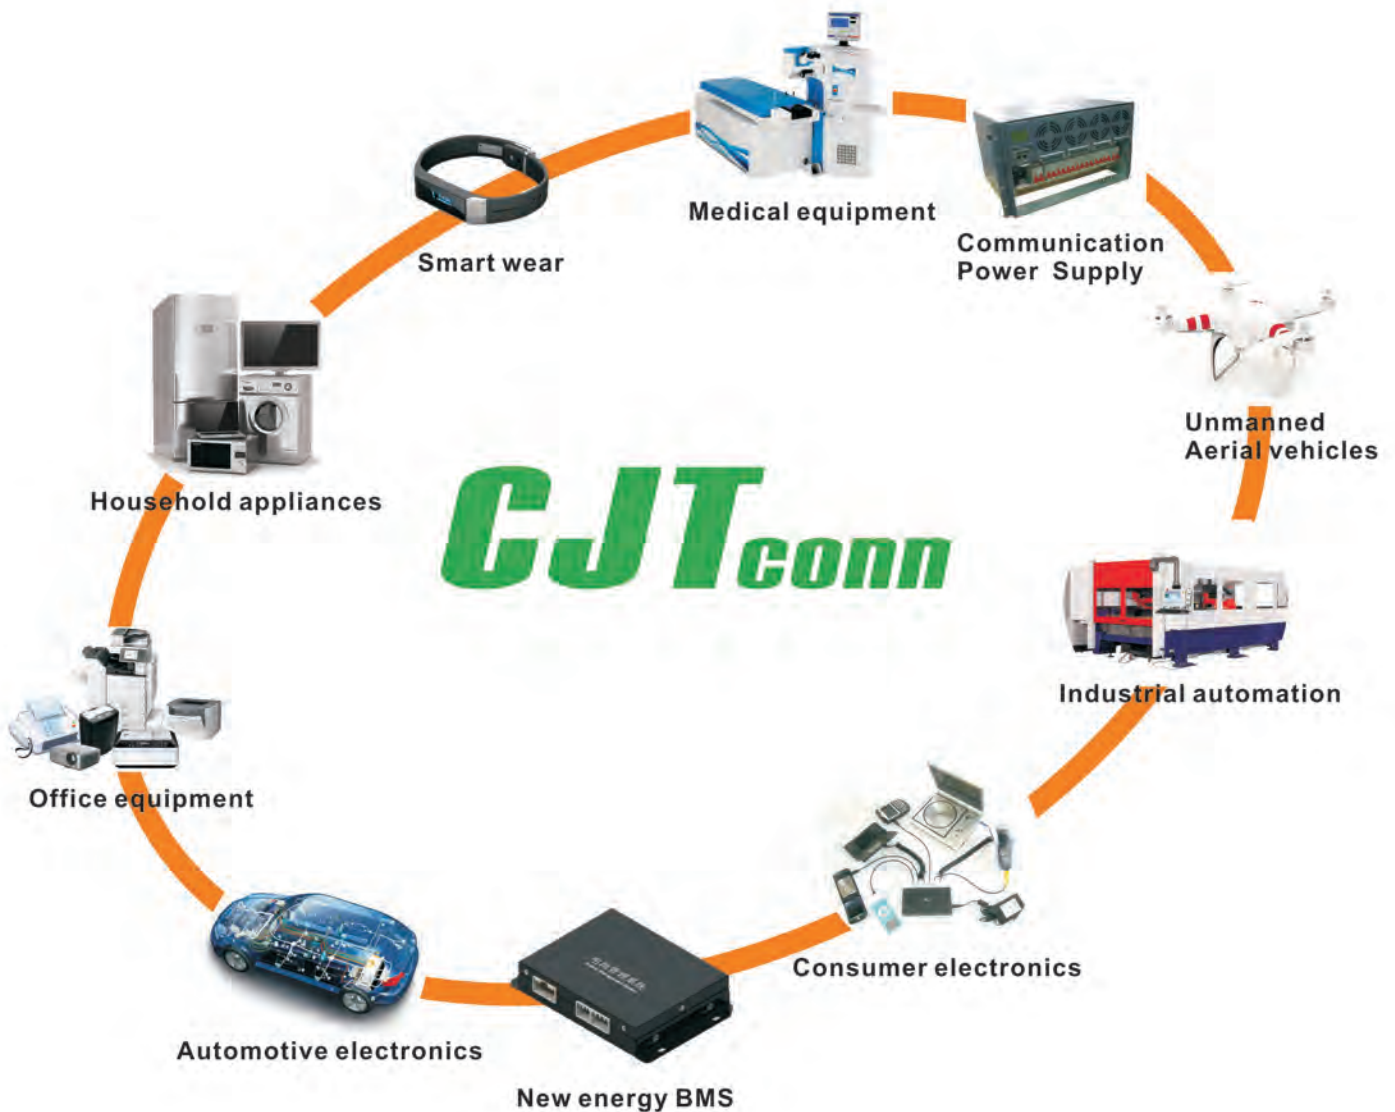 Medical equipment
Communication
Power Supply
Smart wear
Unmanned
Aerial vehicles
Household appliances
CJTconn
Industrial automation
Office equipment
Consumer electronics
Automotive electronics
New energy BMS